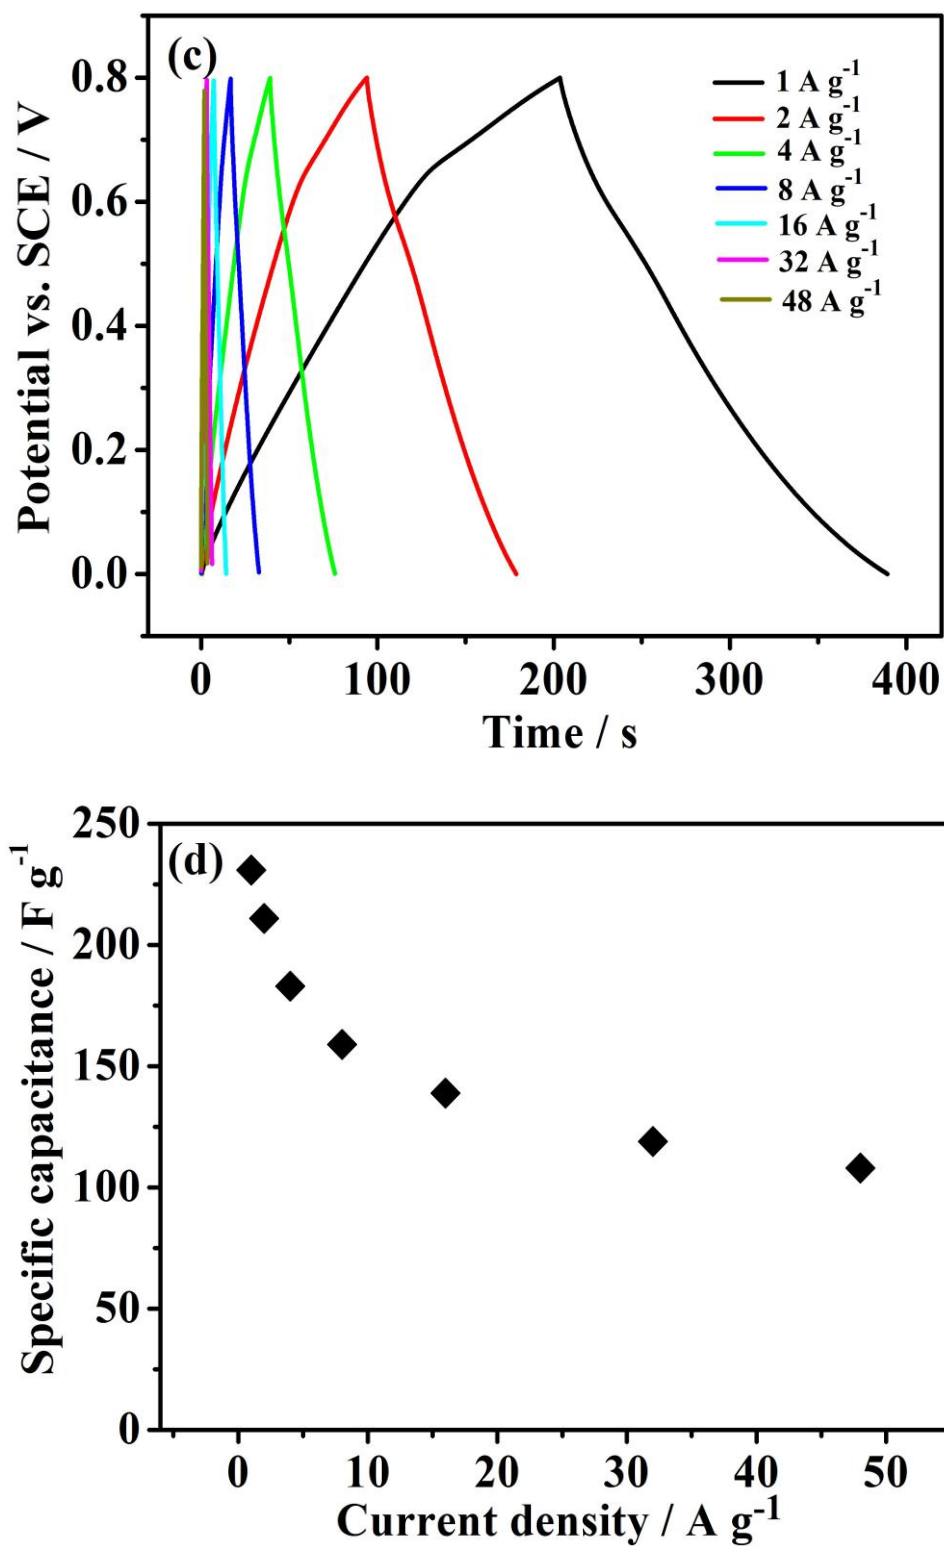 (c)
Potential vs. SCE / V
0.8
0.6
0.4
0.2
0.0
1 A g⁻¹
2 A g⁻¹
4 A g⁻¹
8 A g⁻¹
16 A g⁻¹
32 A g⁻¹
48 A g⁻¹
0 100 200 300 400
Time / s
(d)
Specific capacitance / F g⁻¹
250
200
150
100
50
0
0 10 20 30 40 50
Current density / A g⁻¹